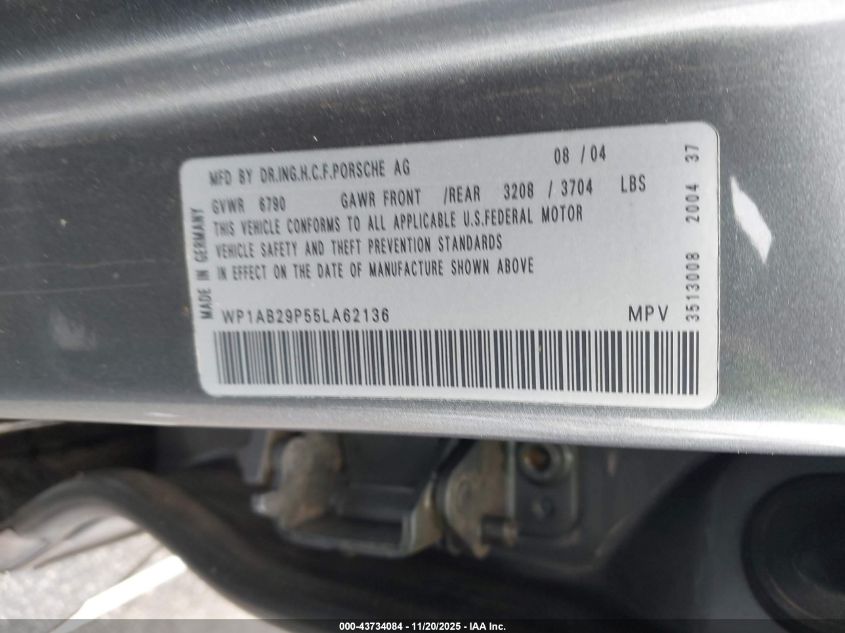 MFD BY DR.ING.H.C.F.PORSCHE AG 08 / 04
GVWR 6790 GAWR FRONT /REAR 3208 / 3704 LBS
THIS VEHICLE CONFORMS TO ALL APPLICABLE U.S.FEDERAL MOTOR
VEHICLE SAFETY AND THEFT PREVENTION STANDARDS
IN EFFECT ON THE DATE OF MANUFACTURE SHOWN ABOVE
WP1AB29P55LA62136 MPV
MADE IN GERMANY
3513008 2004 37
000-43734084 - 11/20/2025 - IAA Inc.